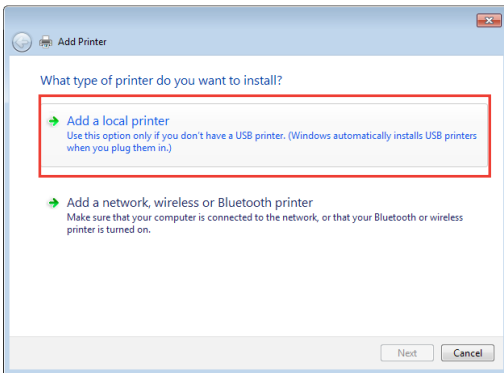 Add Printer
What type of printer do you want to install?
Add a local printer
Use this option only if you don't have a USB printer. (Windows automatically installs USB printers
when you plug them in.)
Add a network, wireless or Bluetooth printer
Make sure that your computer is connected to the network, or that your Bluetooth or wireless
printer is turned on.
Next Cancel